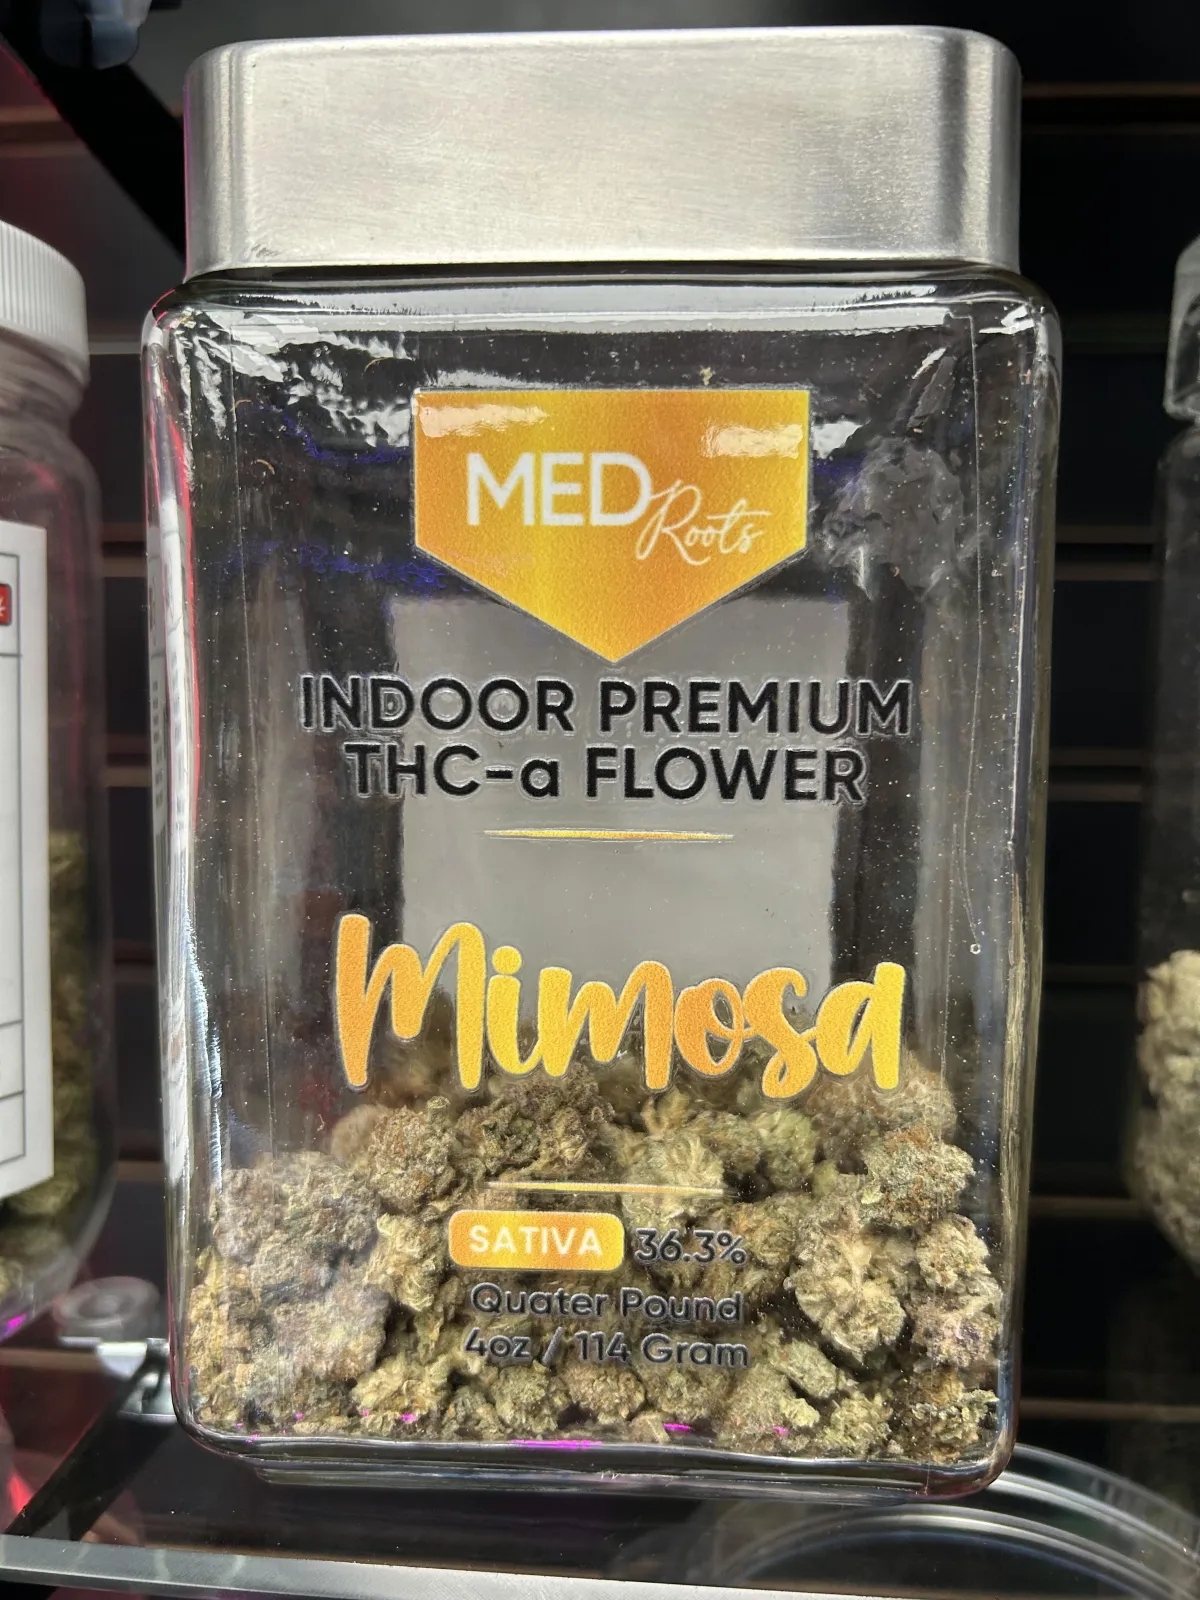 MED Roots
INDOOR PREMIUM
THC-a FLOWER
Mimosa
SATIVA 36.3%
Quater Pound
4oz / 114 Gram